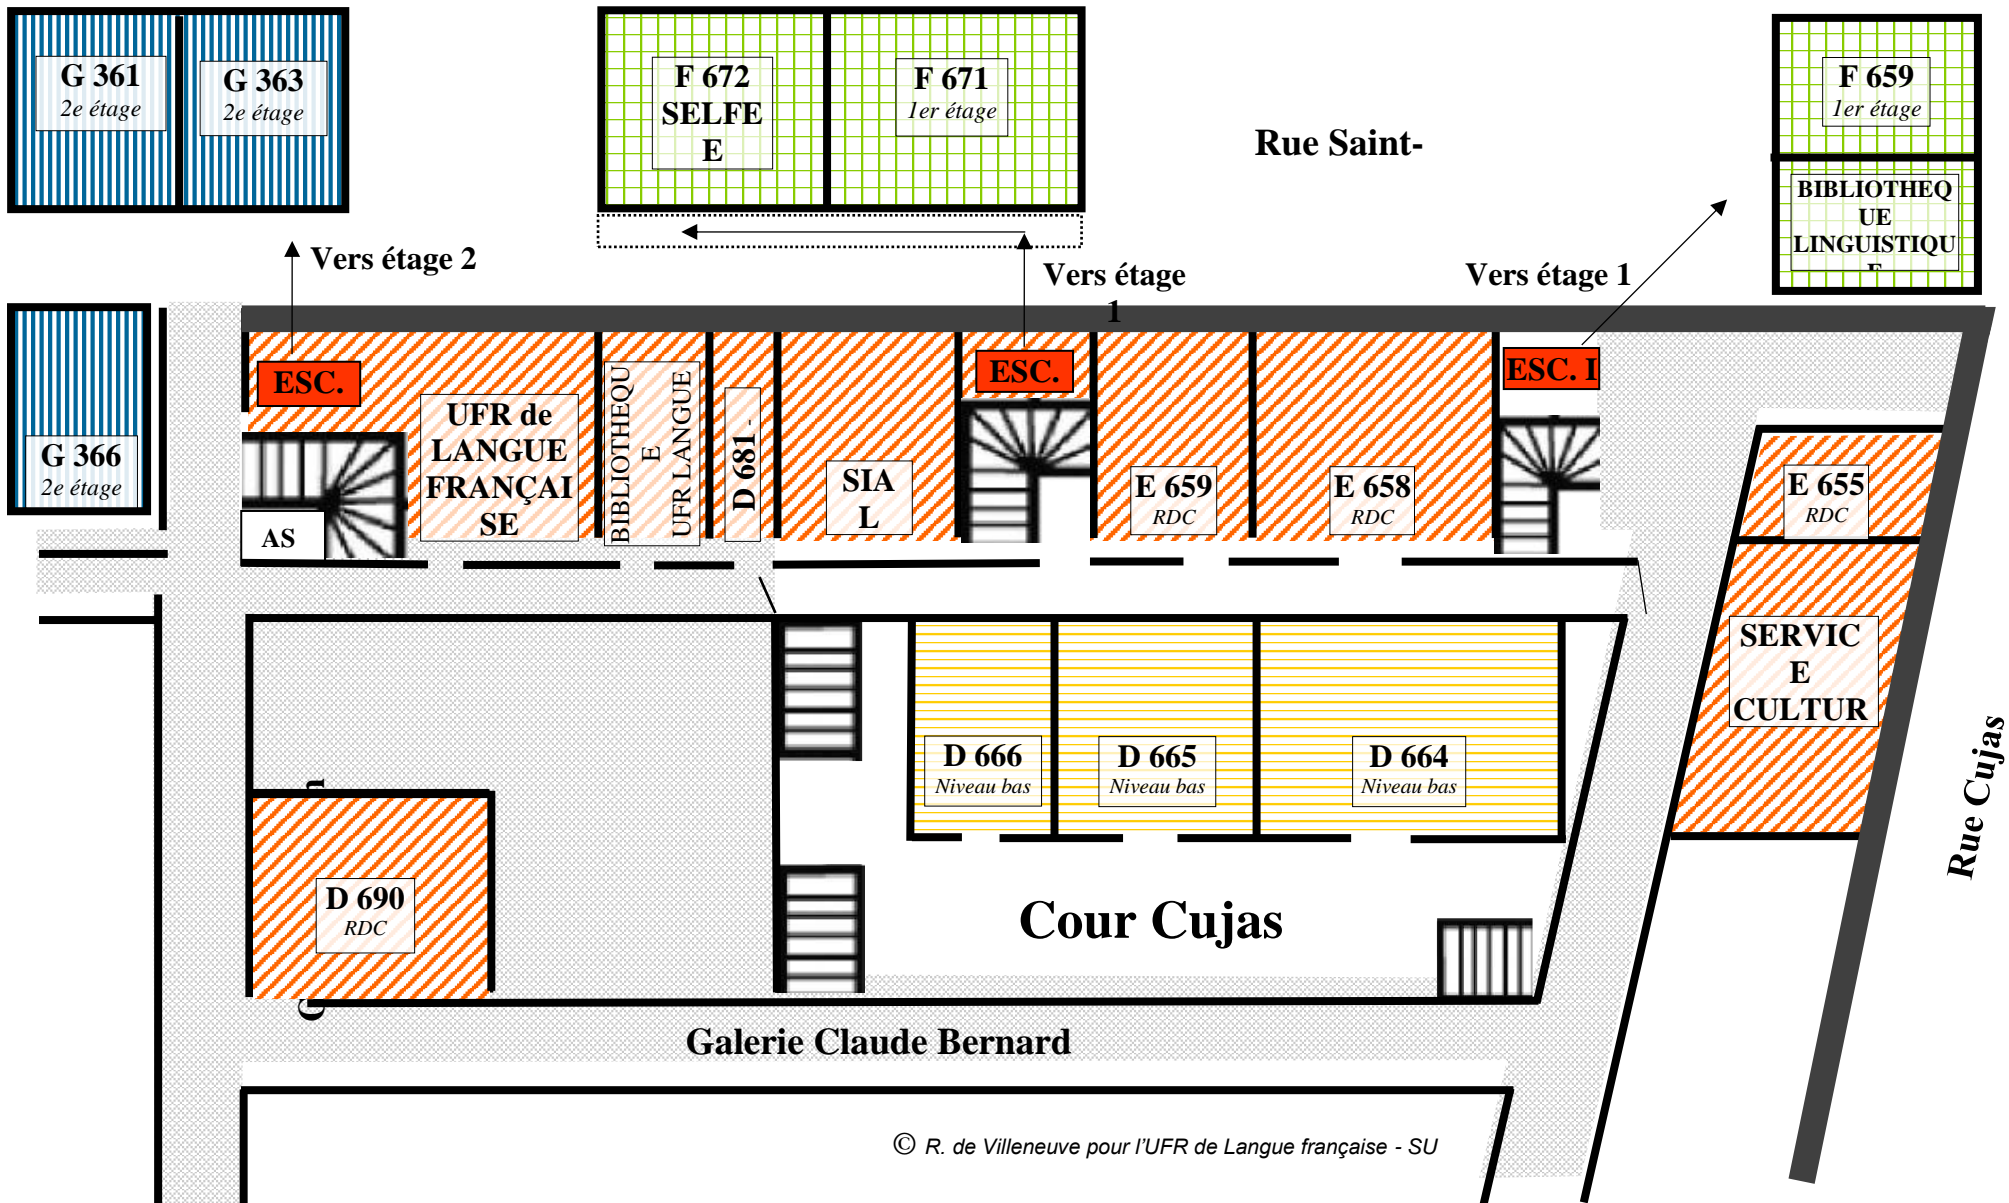 G 361
2e étage
G 363
2e étage
F 672
SELFE
E
F 671
1er étage
Rue Saint-
F 659
1er étage
BIBLIOTHEQ
UE
LINGUISTIQU
E
Vers étage 2
Vers étage
1
Vers étage 1
G 366
2e étage
ESC.
AS
UFR de
LANGUE
FRANÇAI
SE
BIBLIOTHEQU
E
UFR LANGUE
D 681 -
SIA
L
ESC.
E 659
RDC
E 658
RDC
ESC. I
E 655
RDC
SERVIC
E
CULTUR
Rue Cujas
D 666
Niveau bas
D 665
Niveau bas
D 664
Niveau bas
D 690
RDC
Cour Cujas
Galerie Claude Bernard
© R. de Villeneuve pour l'UFR de Langue française - SU